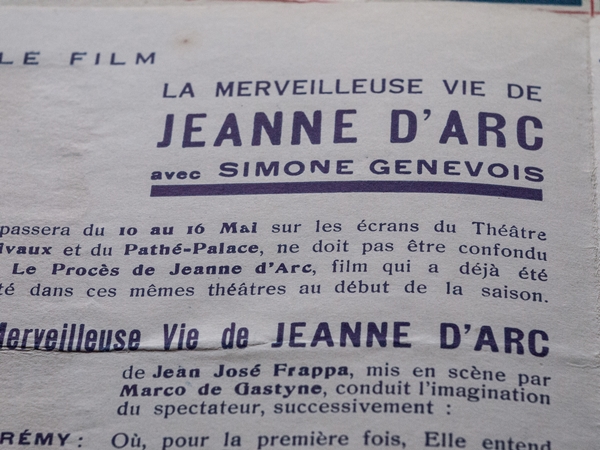 LE FILM
LA MERVEILLEUSE VIE DE
JEANNE D'ARC
avec SIMONE GENEVOIS
passera du 10 au 16 Mai sur les écrans du Théâtre
et du Pathé-Palace, ne doit pas être confondu
Le Procès de Jeanne d'Arc, film qui a déjà été
dans ces mêmes théâtres au début de la saison.
Merveilleuse Vie de JEANNE D'ARC
de Jean José Frappa, mis en scène par
Marco de Gastyne, conduit l'imagination
du spectateur, successivement :
RÉMY : Où, pour la première fois, Elle entend